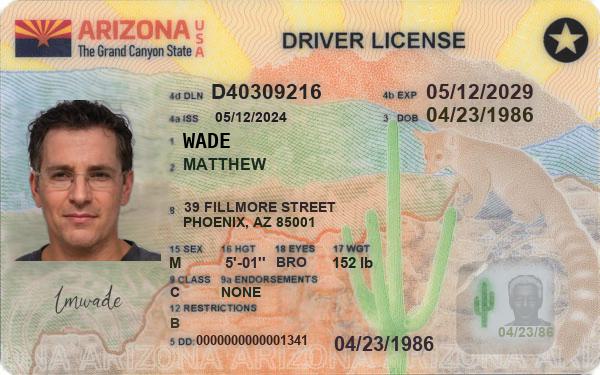 ARIZONA USA
The Grand Canyon State
DRIVER LICENSE
4d DLN D40309216
4b EXP 05/12/2029
4a ISS 05/12/2024
3 DOB 04/23/1986
1 WADE
2 MATTHEW
8 39 FILLMORE STREET
PHOENIX, AZ 85001
15 SEX 16 HGT 18 EYES 17 WGT
M 5'-01" BRO 152 lb
9 CLASS 9a ENDORSEMENTS
C NONE
12 RESTRICTIONS
B
5 DD: 0000000000001341
04/23/1986
Lmwade
04/23/86
ARIZONA ARIZONA ARIZONA ARIZONA